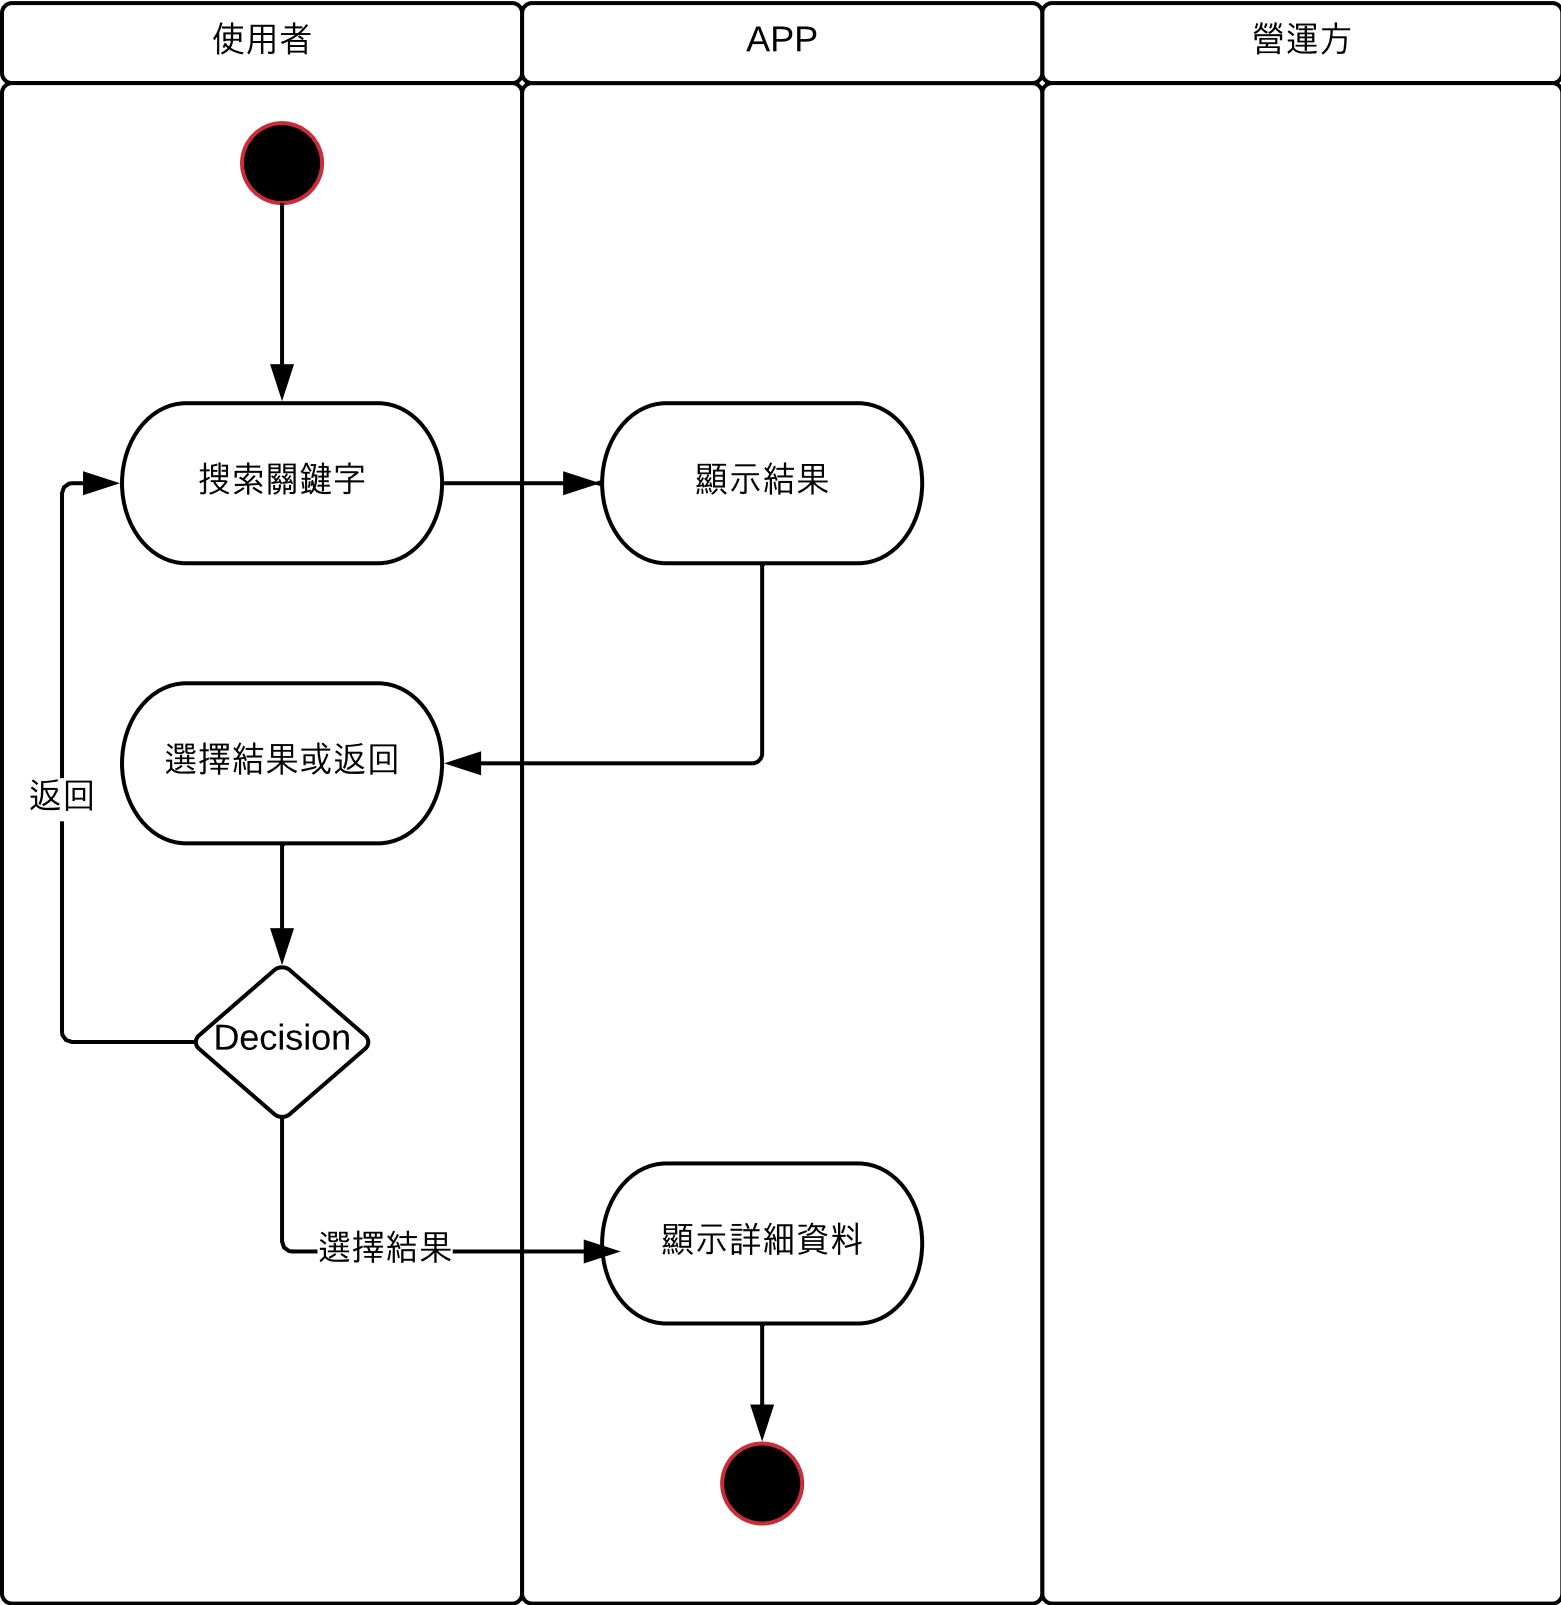 使用者
APP
營運方
搜索關鍵字
顯示結果
選擇結果或返回
返回
Decision
選擇結果
顯示詳細資料